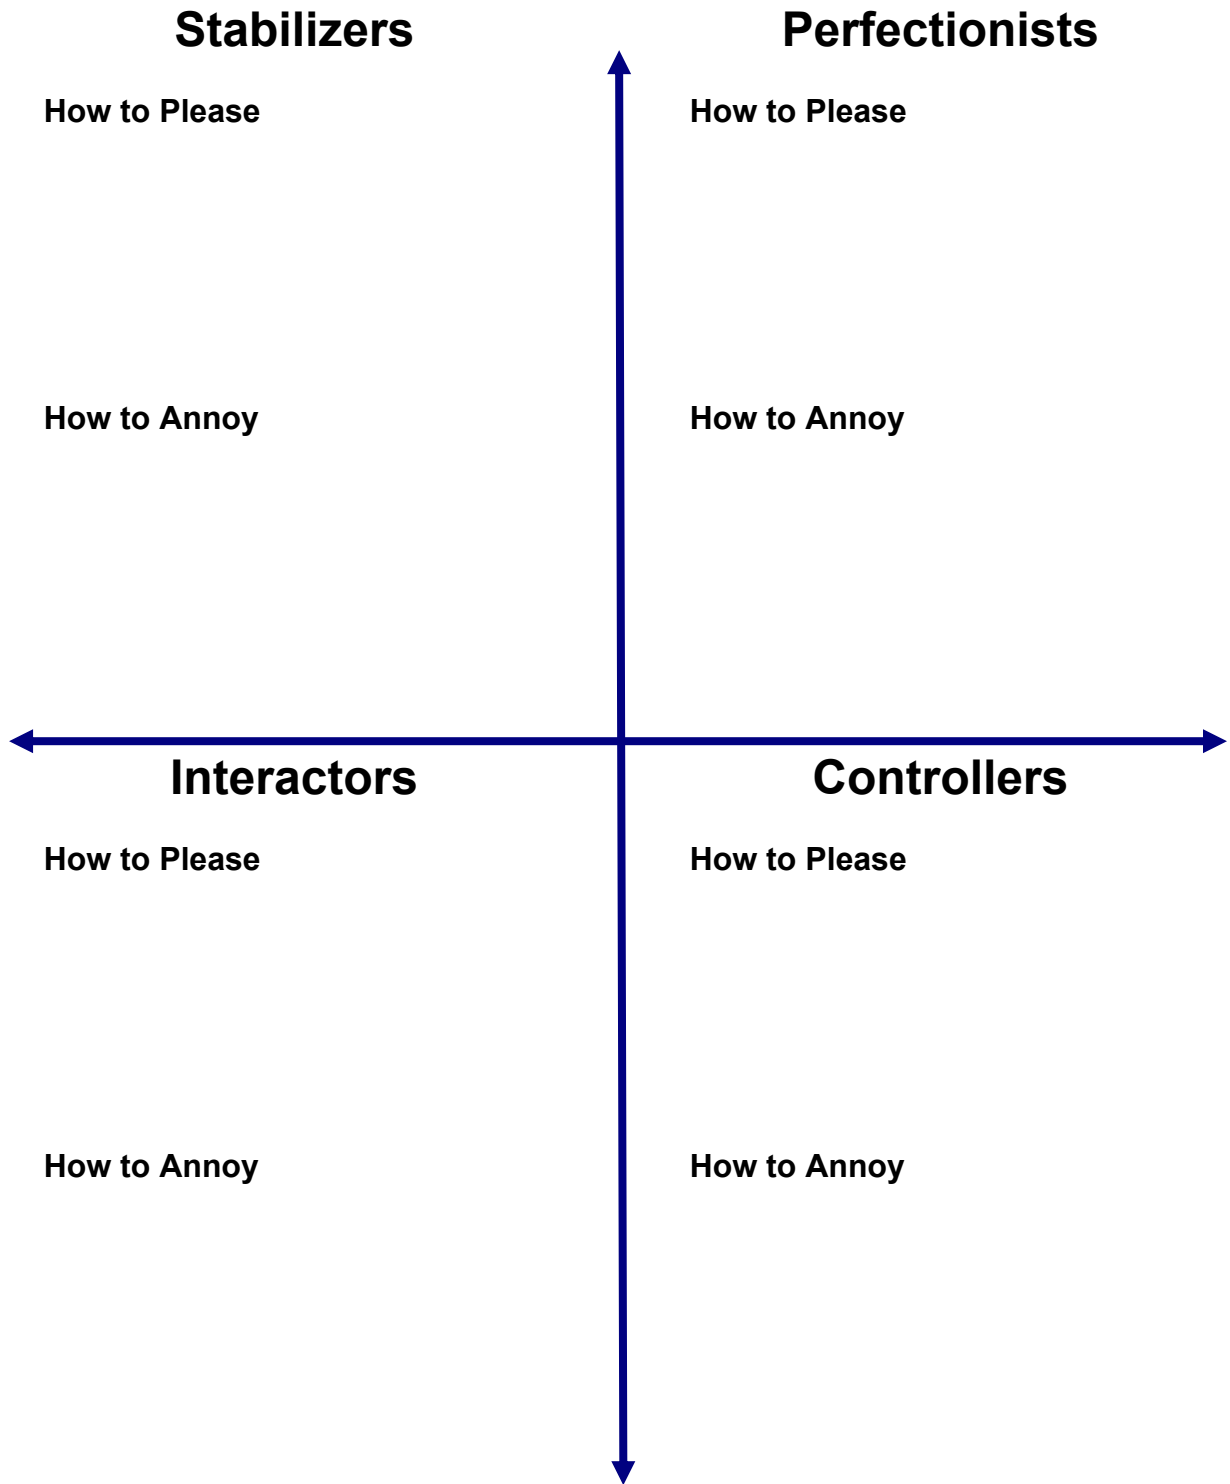 Stabilizers
How to Please
How to Annoy
Perfectionists
How to Please
How to Annoy
Interactors
How to Please
How to Annoy
Controllers
How to Please
How to Annoy